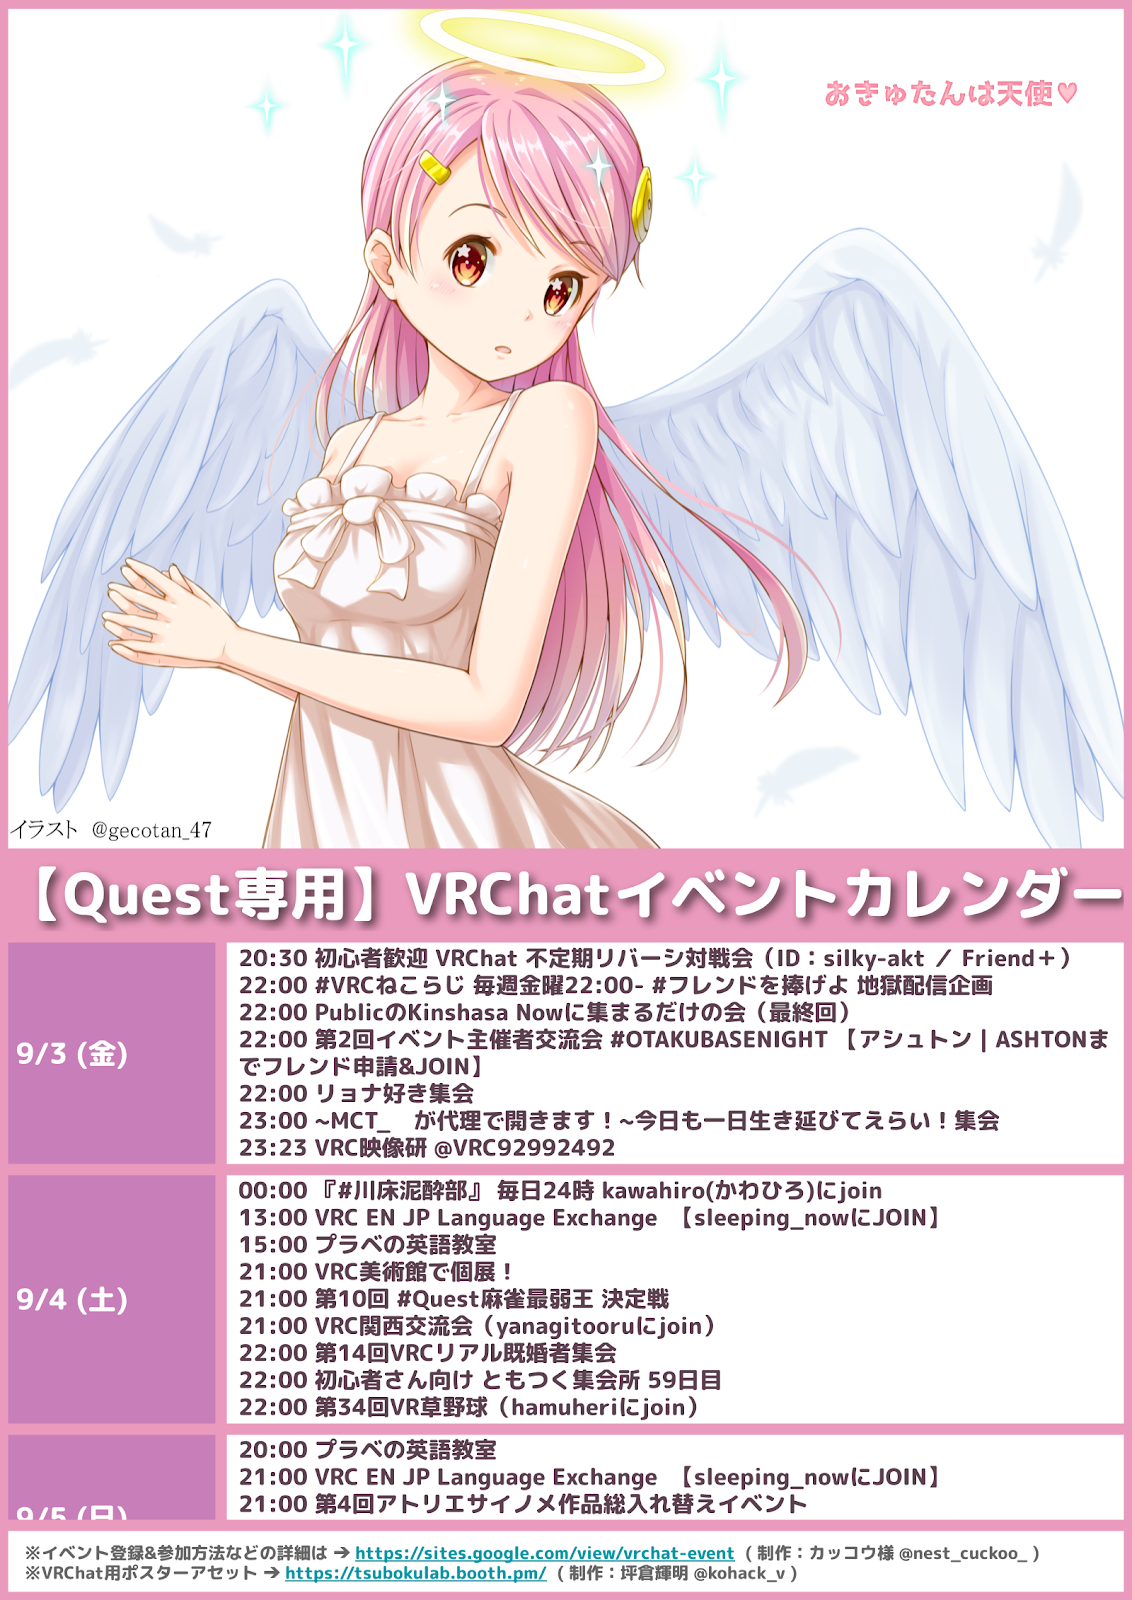 おきゅたんは天使♥
イラスト @gecotan_47
【Quest専用】VRChatイベントカレンダー
9/3 (金)
20:30 初心者歓迎 VRChat 不定期リバーシ対戦会（ID：silky-akt ／ Friend＋）
22:00 #VRCねこらじ 毎週金曜22:00- #フレンドを捧げよ 地獄配信企画
22:00 PublicのKinshasa Nowに集まるだけの会（最終回）
22:00 第2回イベント主催者交流会 #OTAKUBASENIGHT 【アシュトン | ASHTONま
でフレンド申請&JOIN】
22:00 リョナ好き集会
23:00 ~MCT_　が代理で開きます！~今日も一日生き延びてえらい！集会
23:23 VRC映像研 @VRC92992492
9/4 (土)
00:00 『#川床泥酔部』 毎日24時 kawahiro(かわひろ)にjoin
13:00 VRC EN JP Language Exchange 【sleeping_nowにJOIN】
15:00 プラベの英語教室
21:00 VRC美術館で個展！
21:00 第10回 #Quest麻雀最弱王 決定戦
21:00 VRC関西交流会（yanagitooruにjoin）
22:00 第14回VRCリアル既婚者集会
22:00 初心者さん向け ともつく集会所 59日目
22:00 第34回VR草野球（hamuheriにjoin）
9/5 (日)
20:00 プラベの英語教室
21:00 VRC EN JP Language Exchange 【sleeping_nowにJOIN】
21:00 第4回アトリエサイノメ作品総入れ替えイベント
※イベント登録&参加方法などの詳細は → https://sites.google.com/view/vrchat-event ( 制作：カッコウ様 @nest_cuckoo_ )
※VRChat用ポスターアセット → https://tsubokulab.booth.pm/ ( 制作：坪倉輝明 @kohack_v )